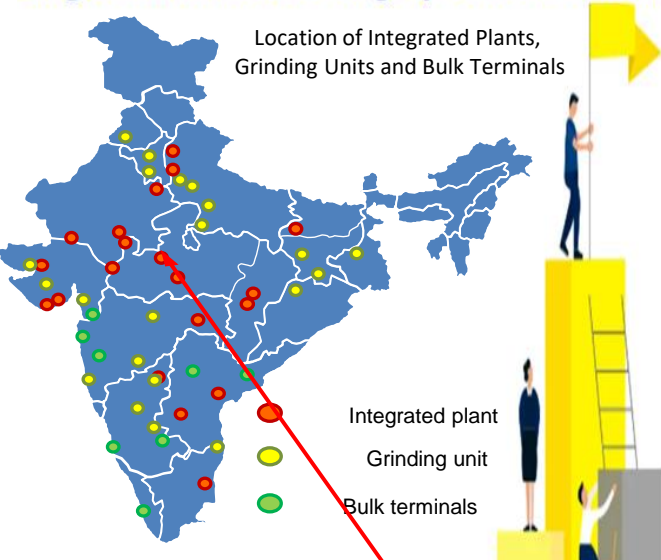 Location of Integrated Plants,
Grinding Units and Bulk Terminals
Integrated plant
Grinding unit
Bulk terminals